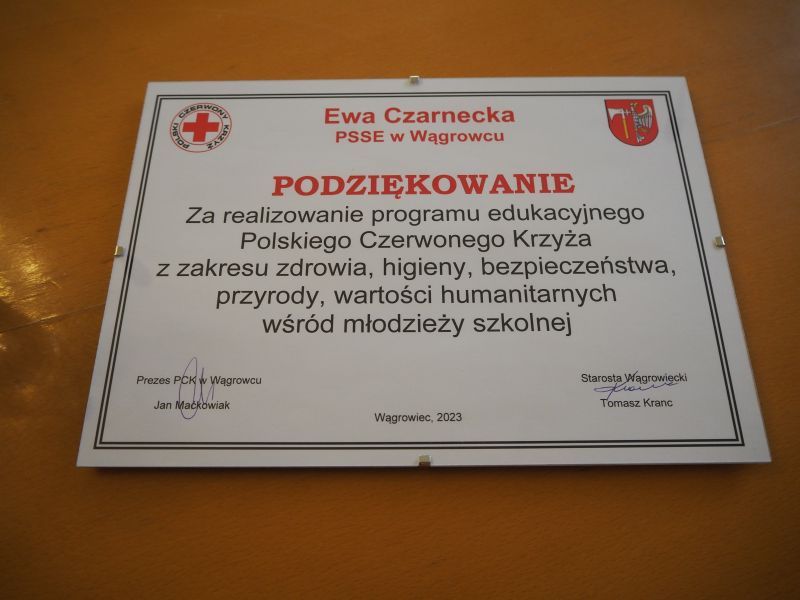 POLSKI CZERWONY KRZYŻ
Ewa Czarnecka
PSSE w Wągrowcu
PODZIĘKOWANIE
Za realizowanie programu edukacyjnego
Polskiego Czerwonego Krzyża
z zakresu zdrowia, higieny, bezpieczeństwa,
przyrody, wartości humanitarnych
wśród młodzieży szkolnej
Prezes PCK w Wągrowcu
Jan Maćkowiak
Starosta Wągrowiecki
Tomasz Kranc
Wągrowiec, 2023